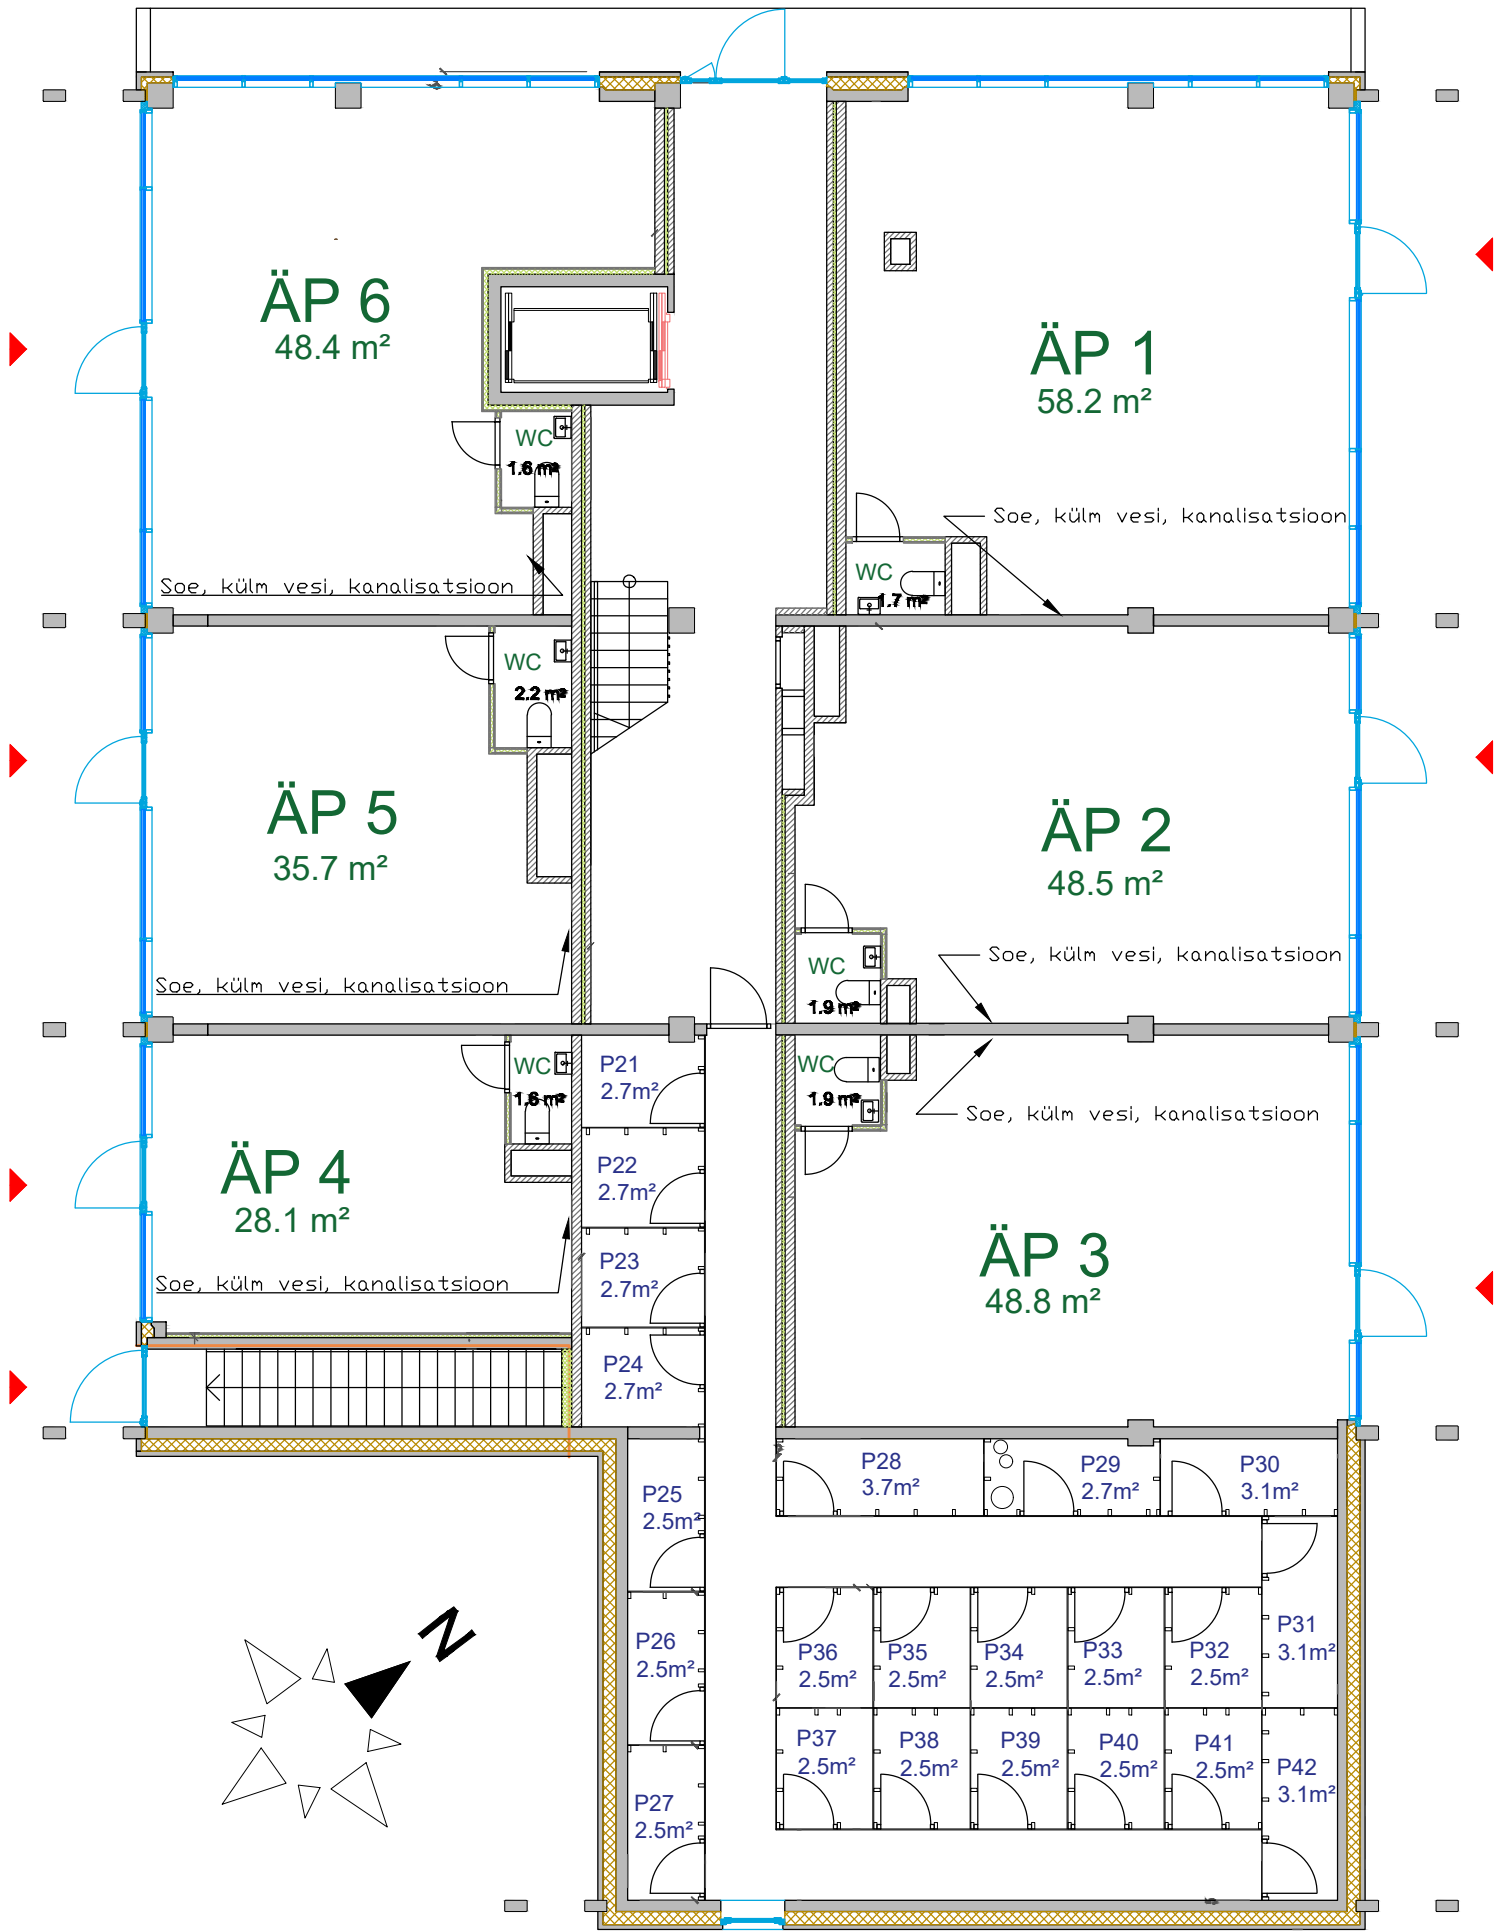 ÄP 6
48.4 m²
ÄP 1
58.2 m²
WC
1.6 m²
Soe, külm vesi, kanalisatsioon
WC
1.7 m²
Soe, külm vesi, kanalisatsioon
WC
2.2 m²
ÄP 5
35.7 m²
ÄP 2
48.5 m²
Soe, külm vesi, kanalisatsioon
WC
1.9 m²
Soe, külm vesi, kanalisatsioon
WC
1.6 m²
P21
2.7m²
WC
1.9 m²
Soe, külm vesi, kanalisatsioon
ÄP 4
28.1 m²
P22
2.7m²
Soe, külm vesi, kanalisatsioon
P23
2.7m²
ÄP 3
48.8 m²
P24
2.7m²
P25
2.5m²
P28
3.7m²
P29
2.7m²
P30
3.1m²
N
P26
2.5m²
P36
2.5m²
P35
2.5m²
P34
2.5m²
P33
2.5m²
P32
2.5m²
P31
3.1m²
P27
2.5m²
P37
2.5m²
P38
2.5m²
P39
2.5m²
P40
2.5m²
P41
2.5m²
P42
3.1m²